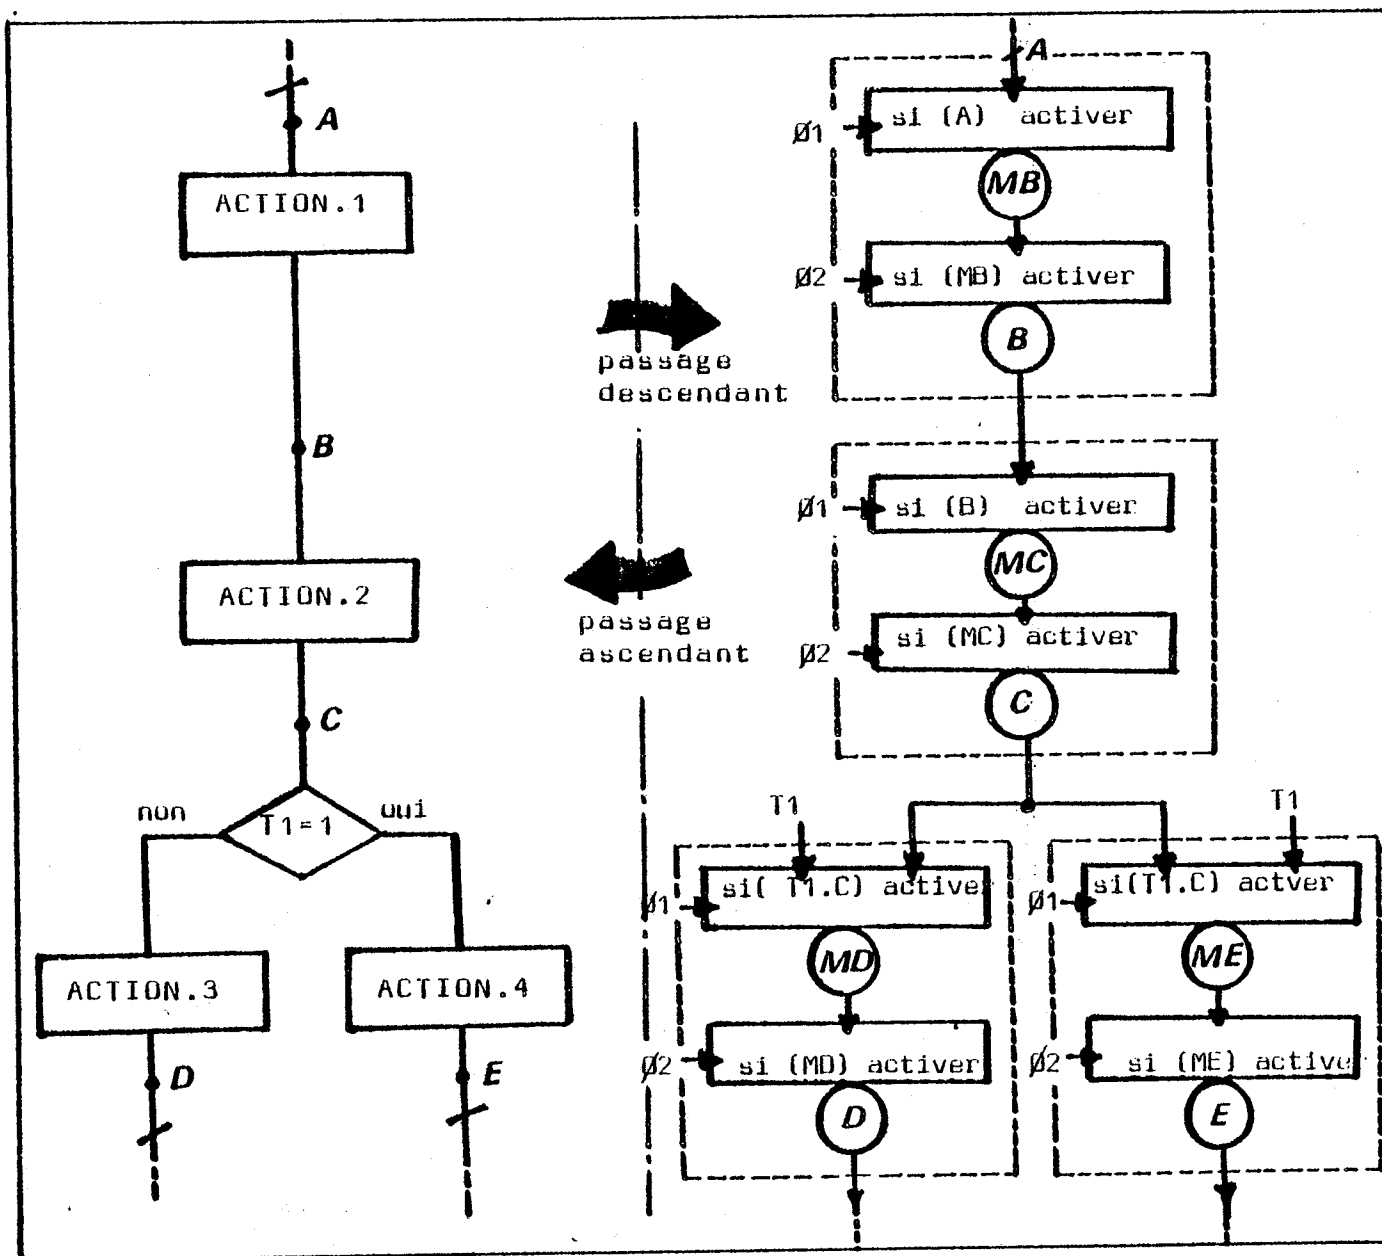 A
ACTION.1
B
ACTION.2
C
non
T1=1
oui
ACTION.3
ACTION.4
D
E
passage
descendant
passage
ascendant
A
Ø1
si (A) activer
MB
Ø2
si (MB) activer
B
Ø1
si (B) activer
MC
Ø2
si (MC) activer
C
T1
T1
Ø1
si( T1.C) activer
MD
Ø2
si (MD) activer
D
Ø1
si(T1.C) actver
ME
Ø2
si (ME) active
E